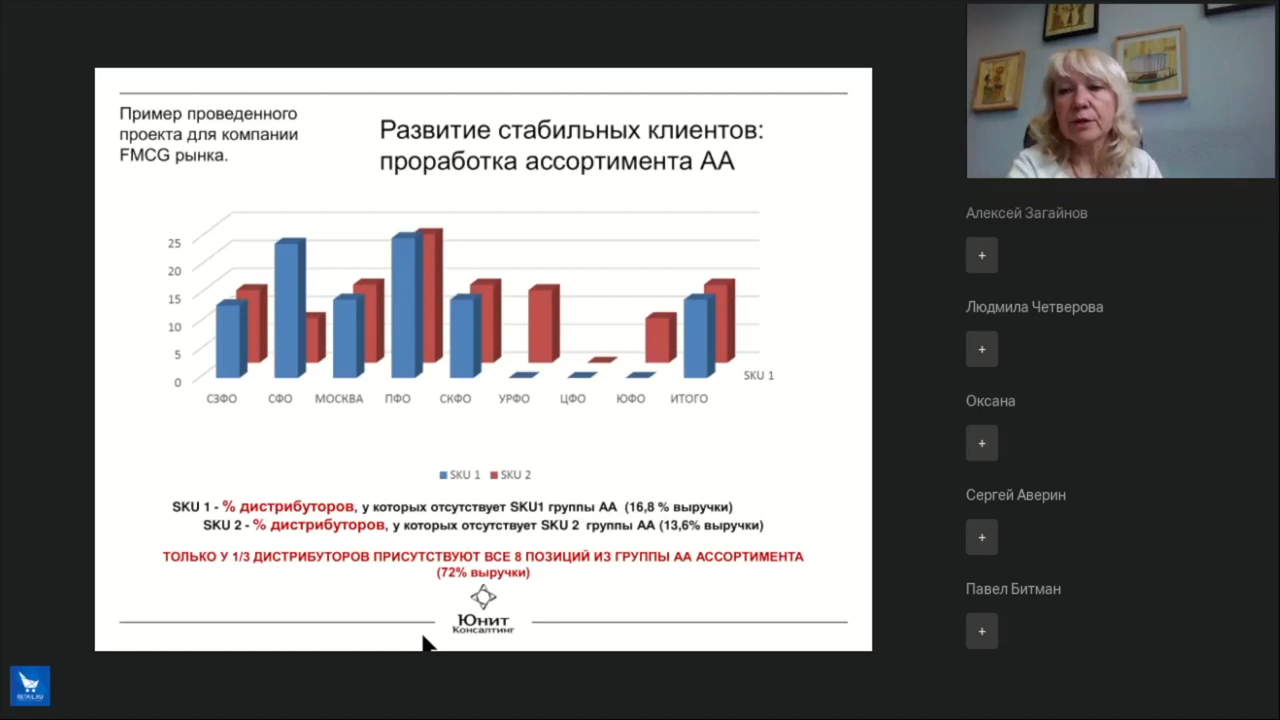 Пример проведенного
проекта для компании
FMCG рынка.
Развитие стабильных клиентов:
проработка ассортимента АА
25
20
15
10
5
0
СЗФО
СФО
МОСКВА
ПФО
СКФО
УРФО
ЦФО
ЮФО
ИТОГО
SKU 1
SKU 1
SKU 2
SKU 1 - % дистрибуторов, у которых отсутствует SKU1 группы АА (16,8 % выручки)
SKU 2 - % дистрибуторов, у которых отсутствует SKU 2 группы АА (13,6% выручки)
ТОЛЬКО У 1/3 ДИСТРИБУТОРОВ ПРИСУТСТВУЮТ ВСЕ 8 ПОЗИЦИЙ ИЗ ГРУППЫ АА АССОРТИМЕНТА
(72% выручки)
Юнит
Консалтинг
Алексей Загайнов
+
Людмила Четверова
+
Оксана
+
Сергей Аверин
+
Павел Битман
+
RETAIL.RU